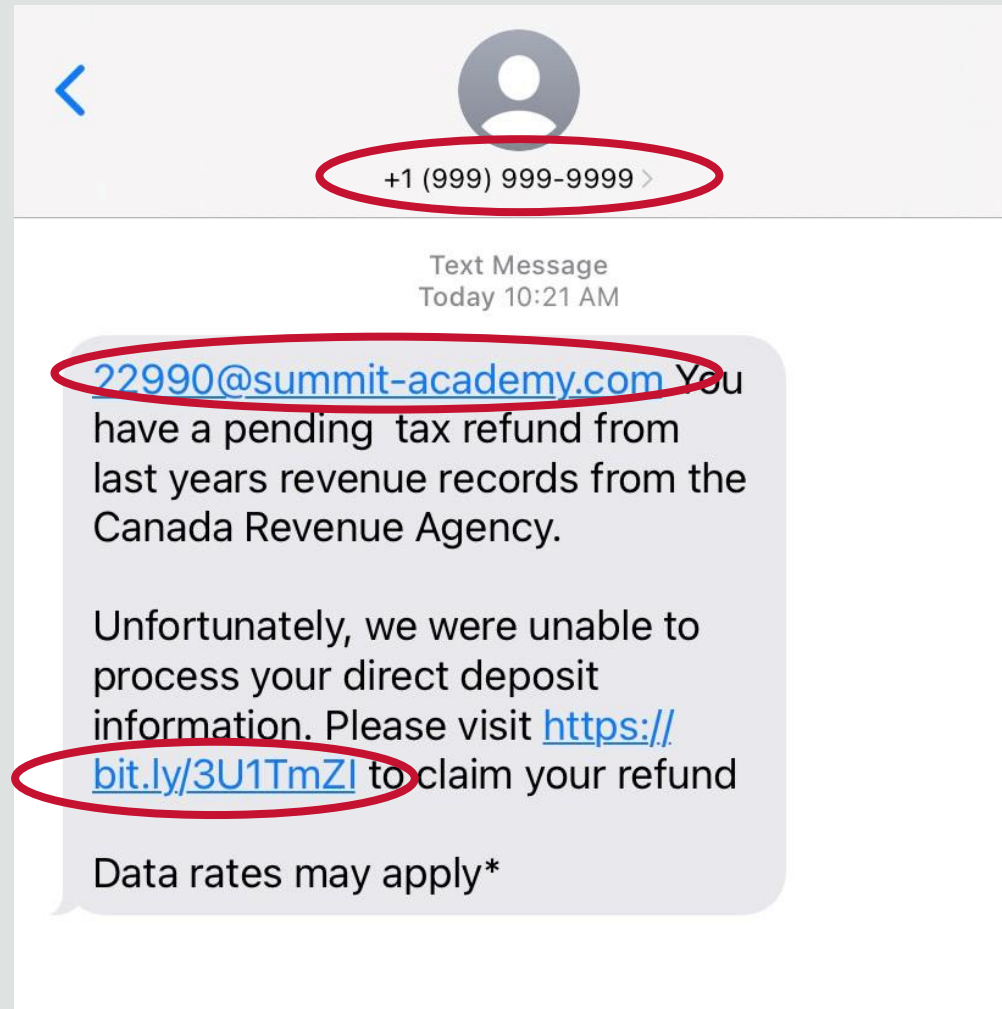 +1 (999) 999-9999 >
Text Message
Today 10:21 AM
22990@summit-academy.com You
have a pending  tax refund from
last years revenue records from the
Canada Revenue Agency.
Unfortunately, we were unable to
process your direct deposit
information. Please visit https://
bit.ly/3U1TmZI to claim your refund
Data rates may apply*